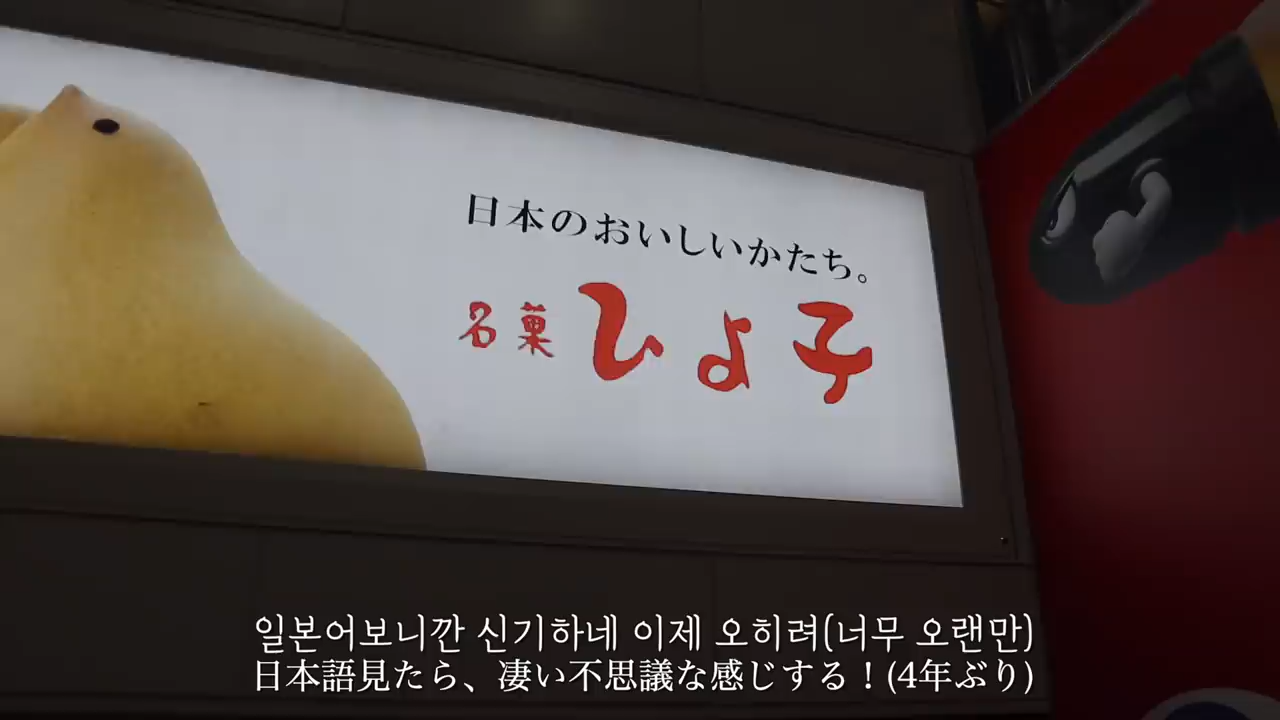 日本のおいしいかたち。
名菓 ひよ子
일본어보니깐 신기하네 이제 오히려(너무 오랜만)
日本語見たら、凄い不思議な感じする！(4年ぶり)